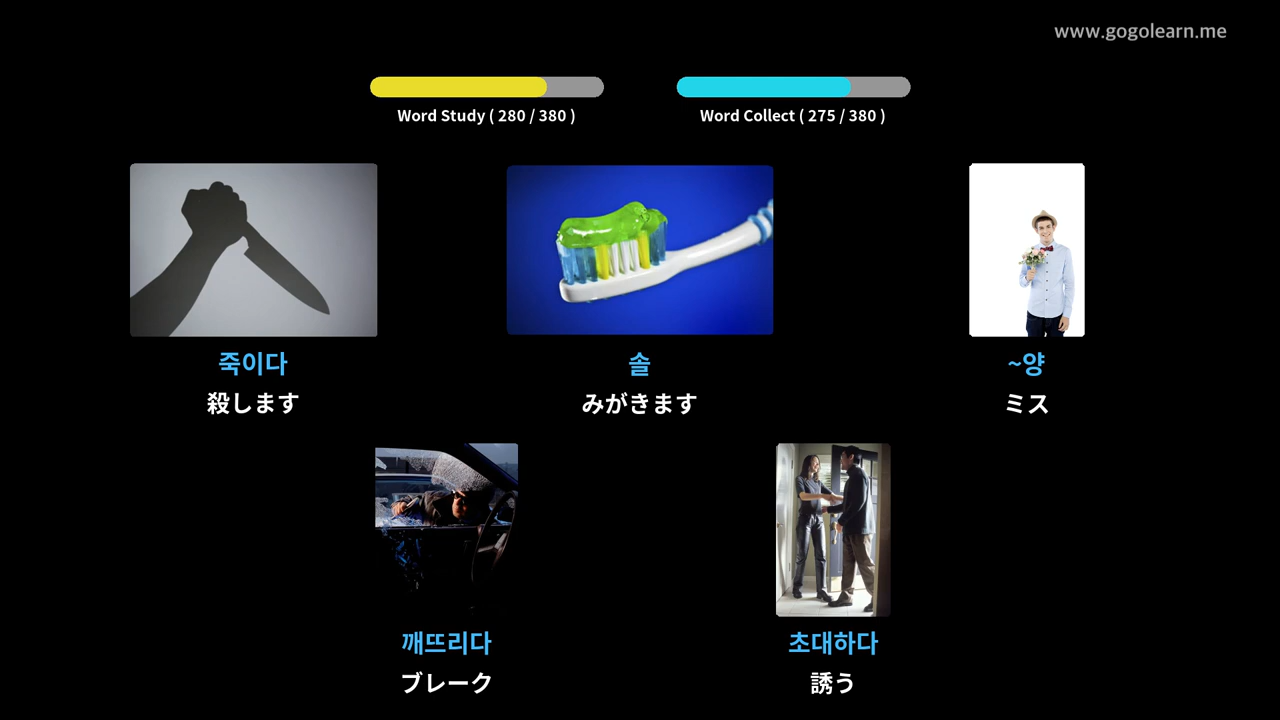 www.gogolearn.me
Word Study ( 280 / 380 )
Word Collect ( 275 / 380 )
죽이다
殺します
솔
みがきます
~양
ミス
깨뜨리다
ブレーク
초대하다
誘う